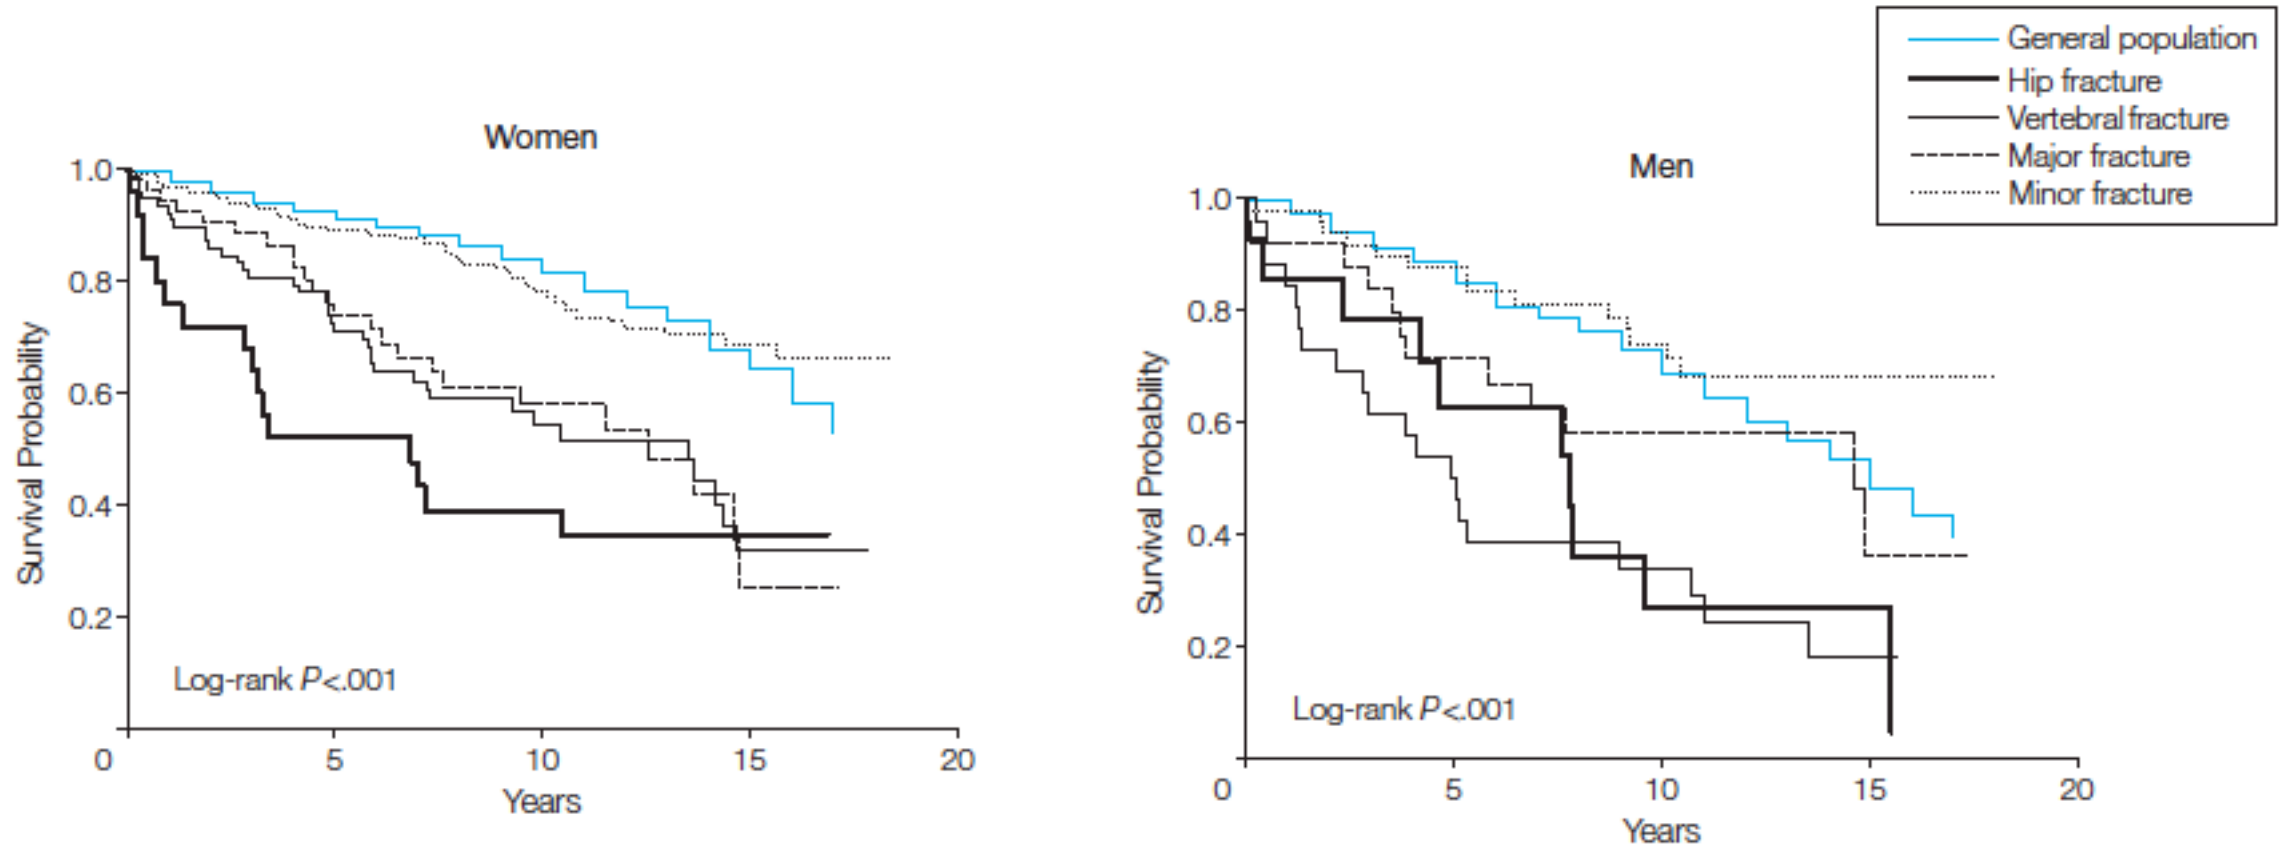 General population
Hip fracture
Vertebral fracture
Major fracture
Minor fracture
Women
1.0
0.8
0.6
0.4
0.2
0
5
10
15
20
Survival Probability
Years
Log-rank P<.001
Men
1.0
0.8
0.6
0.4
0.2
0
5
10
15
20
Survival Probability
Years
Log-rank P<.001